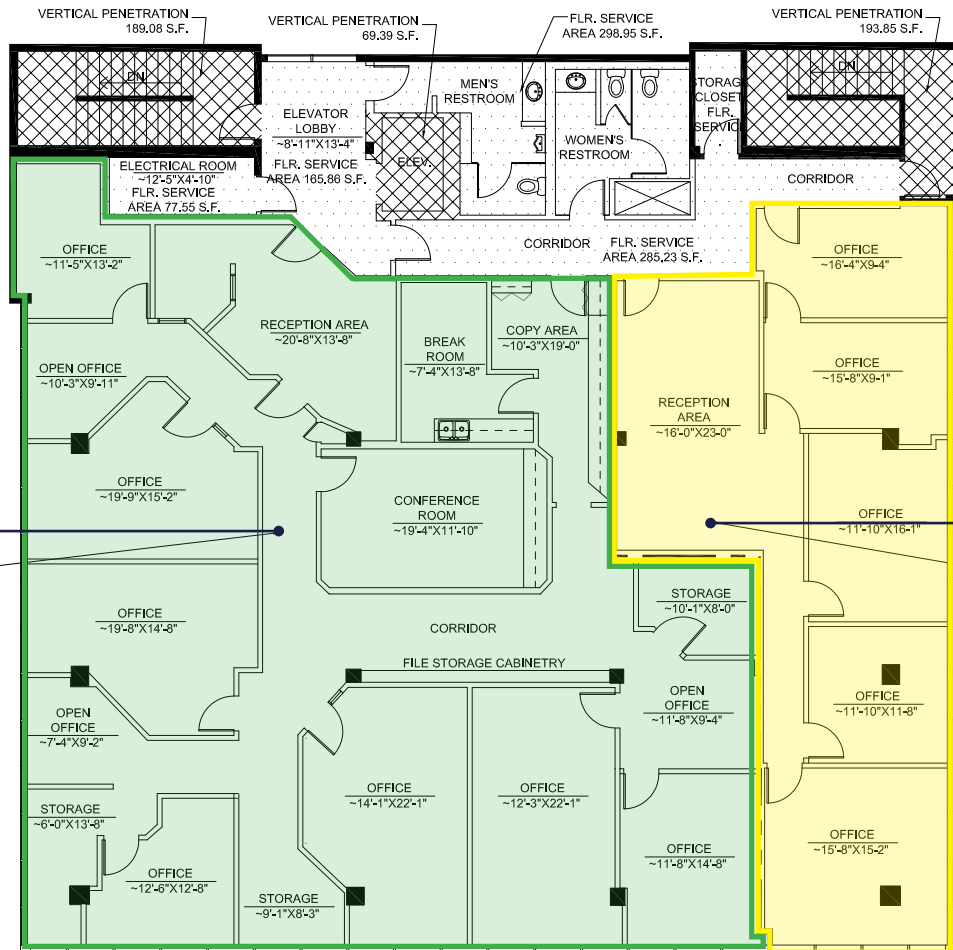 VERTICAL PENETRATION
189.08 S.F.
VERTICAL PENETRATION
69.39 S.F.
FLR. SERVICE
AREA 298.95 S.F.
VERTICAL PENETRATION
193.85 S.F.
DN
ELEVATOR
LOBBY
~8'-11"X13'-4"
FLR. SERVICE
AREA 165.86 S.F.
ELEV.
MEN'S
RESTROOM
WOMEN'S
RESTROOM
STORAGE
CLOSET
FLR.
SERVICE
DN
ELECTRICAL ROOM
~12'-5"X4'-10"
FLR. SERVICE
AREA 77.55 S.F.
CORRIDOR
CORRIDOR
FLR. SERVICE
AREA 285.23 S.F.
OFFICE
~11'-5"X13'-2"
RECEPTION AREA
~20'-8"X13'-8"
BREAK
ROOM
~7'-4"X13'-8"
COPY AREA
~10'-3"X19'-0"
OFFICE
~16'-4"X9'-4"
OPEN OFFICE
~10'-3"X9'-11"
OFFICE
~15'-8"X9'-1"
RECEPTION
AREA
~16'-0"X23'-0"
OFFICE
~19'-9"X15'-2"
CONFERENCE
ROOM
~19'-4"X11'-10"
OFFICE
~11'-10"X16'-1"
OFFICE
~19'-8"X14'-8"
CORRIDOR
STORAGE
~10'-1"X8'-0"
FILE STORAGE CABINETRY
OPEN
OFFICE
~7'-4"X9'-2"
OPEN
OFFICE
~11'-8"X9'-4"
OFFICE
~11'-10"X11'-8"
OFFICE
~14'-1"X22'-1"
OFFICE
~12'-3"X22'-1"
STORAGE
~6'-0"X13'-8"
OFFICE
~11'-8"X14'-8"
OFFICE
~15'-8"X15'-2"
OFFICE
~12'-6"X12'-8"
STORAGE
~9'-1"X8'-3"